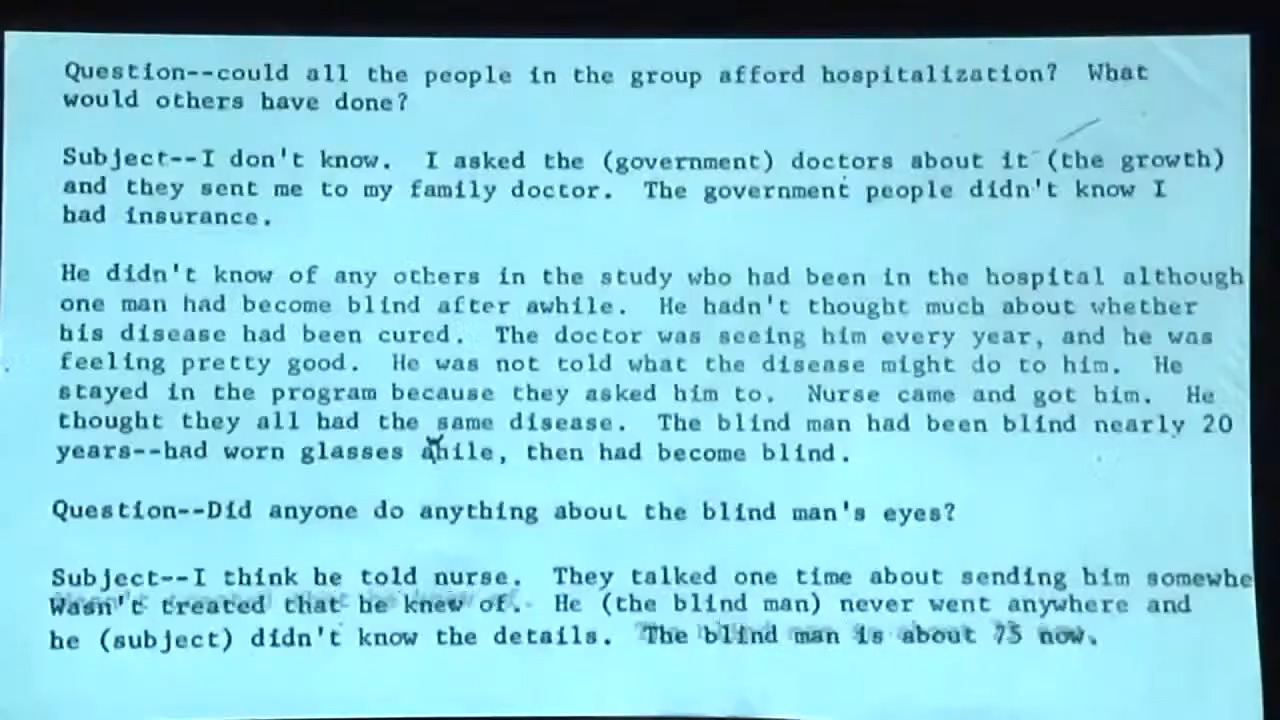 Question--could all the people in the group afford hospitalization? What
would others have done?
Subject--I don't know. I asked the (government) doctors about it (the growth)
and they sent me to my family doctor. The government people didn't know I
had insurance.
He didn't know of any others in the study who had been in the hospital although
one man had become blind after awhile. He hadn't thought much about whether
his disease had been cured. The doctor was seeing him every year, and he was
feeling pretty good. He was not told what the disease might do to him. He
stayed in the program because they asked him to. Nurse came and got him. He
thought they all had the same disease. The blind man had been blind nearly 20
years--had worn glasses awhile, then had become blind.
Question--Did anyone do anything about the blind man's eyes?
Subject--I think he told nurse. They talked one time about sending him somewhe
Wasn't treated that he knew of. He (the blind man) never went anywhere and
he (subject) didn't know the details. The blind man is about 75 now.